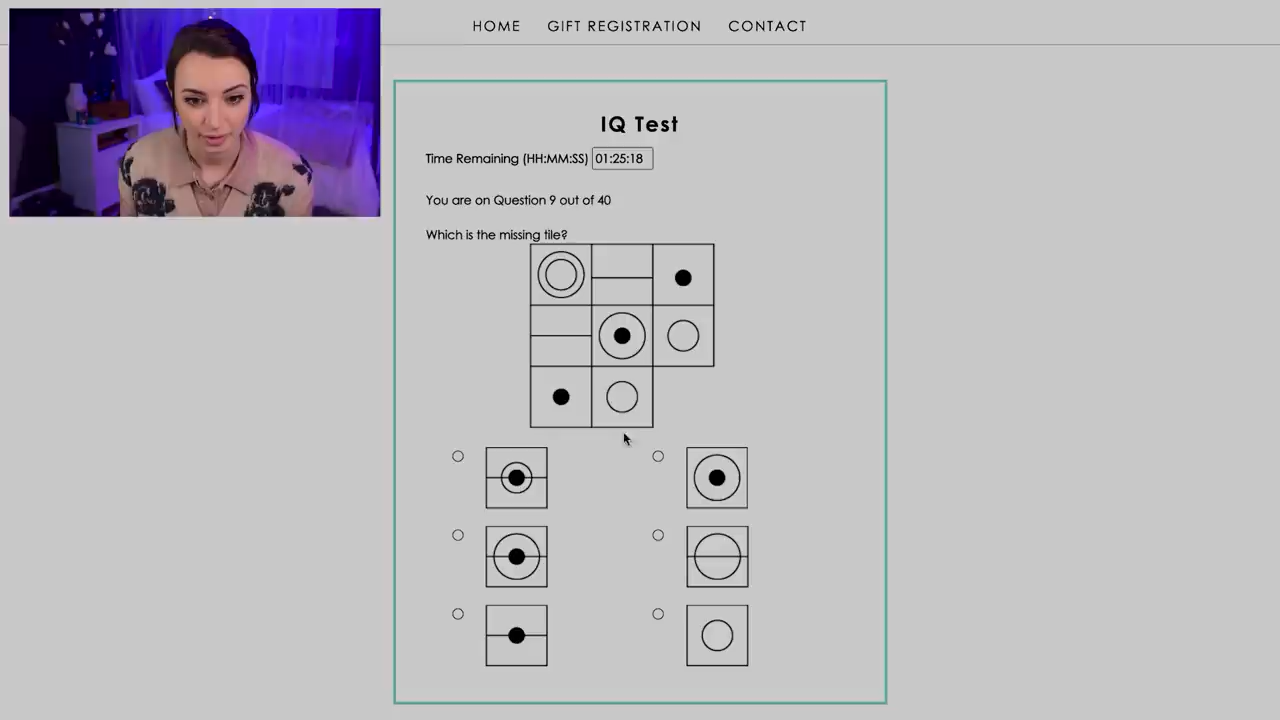 HOME GIFT REGISTRATION CONTACT
IQ Test
Time Remaining (HH:MM:SS) 01:25:18
You are on Question 9 out of 40
Which is the missing tile?